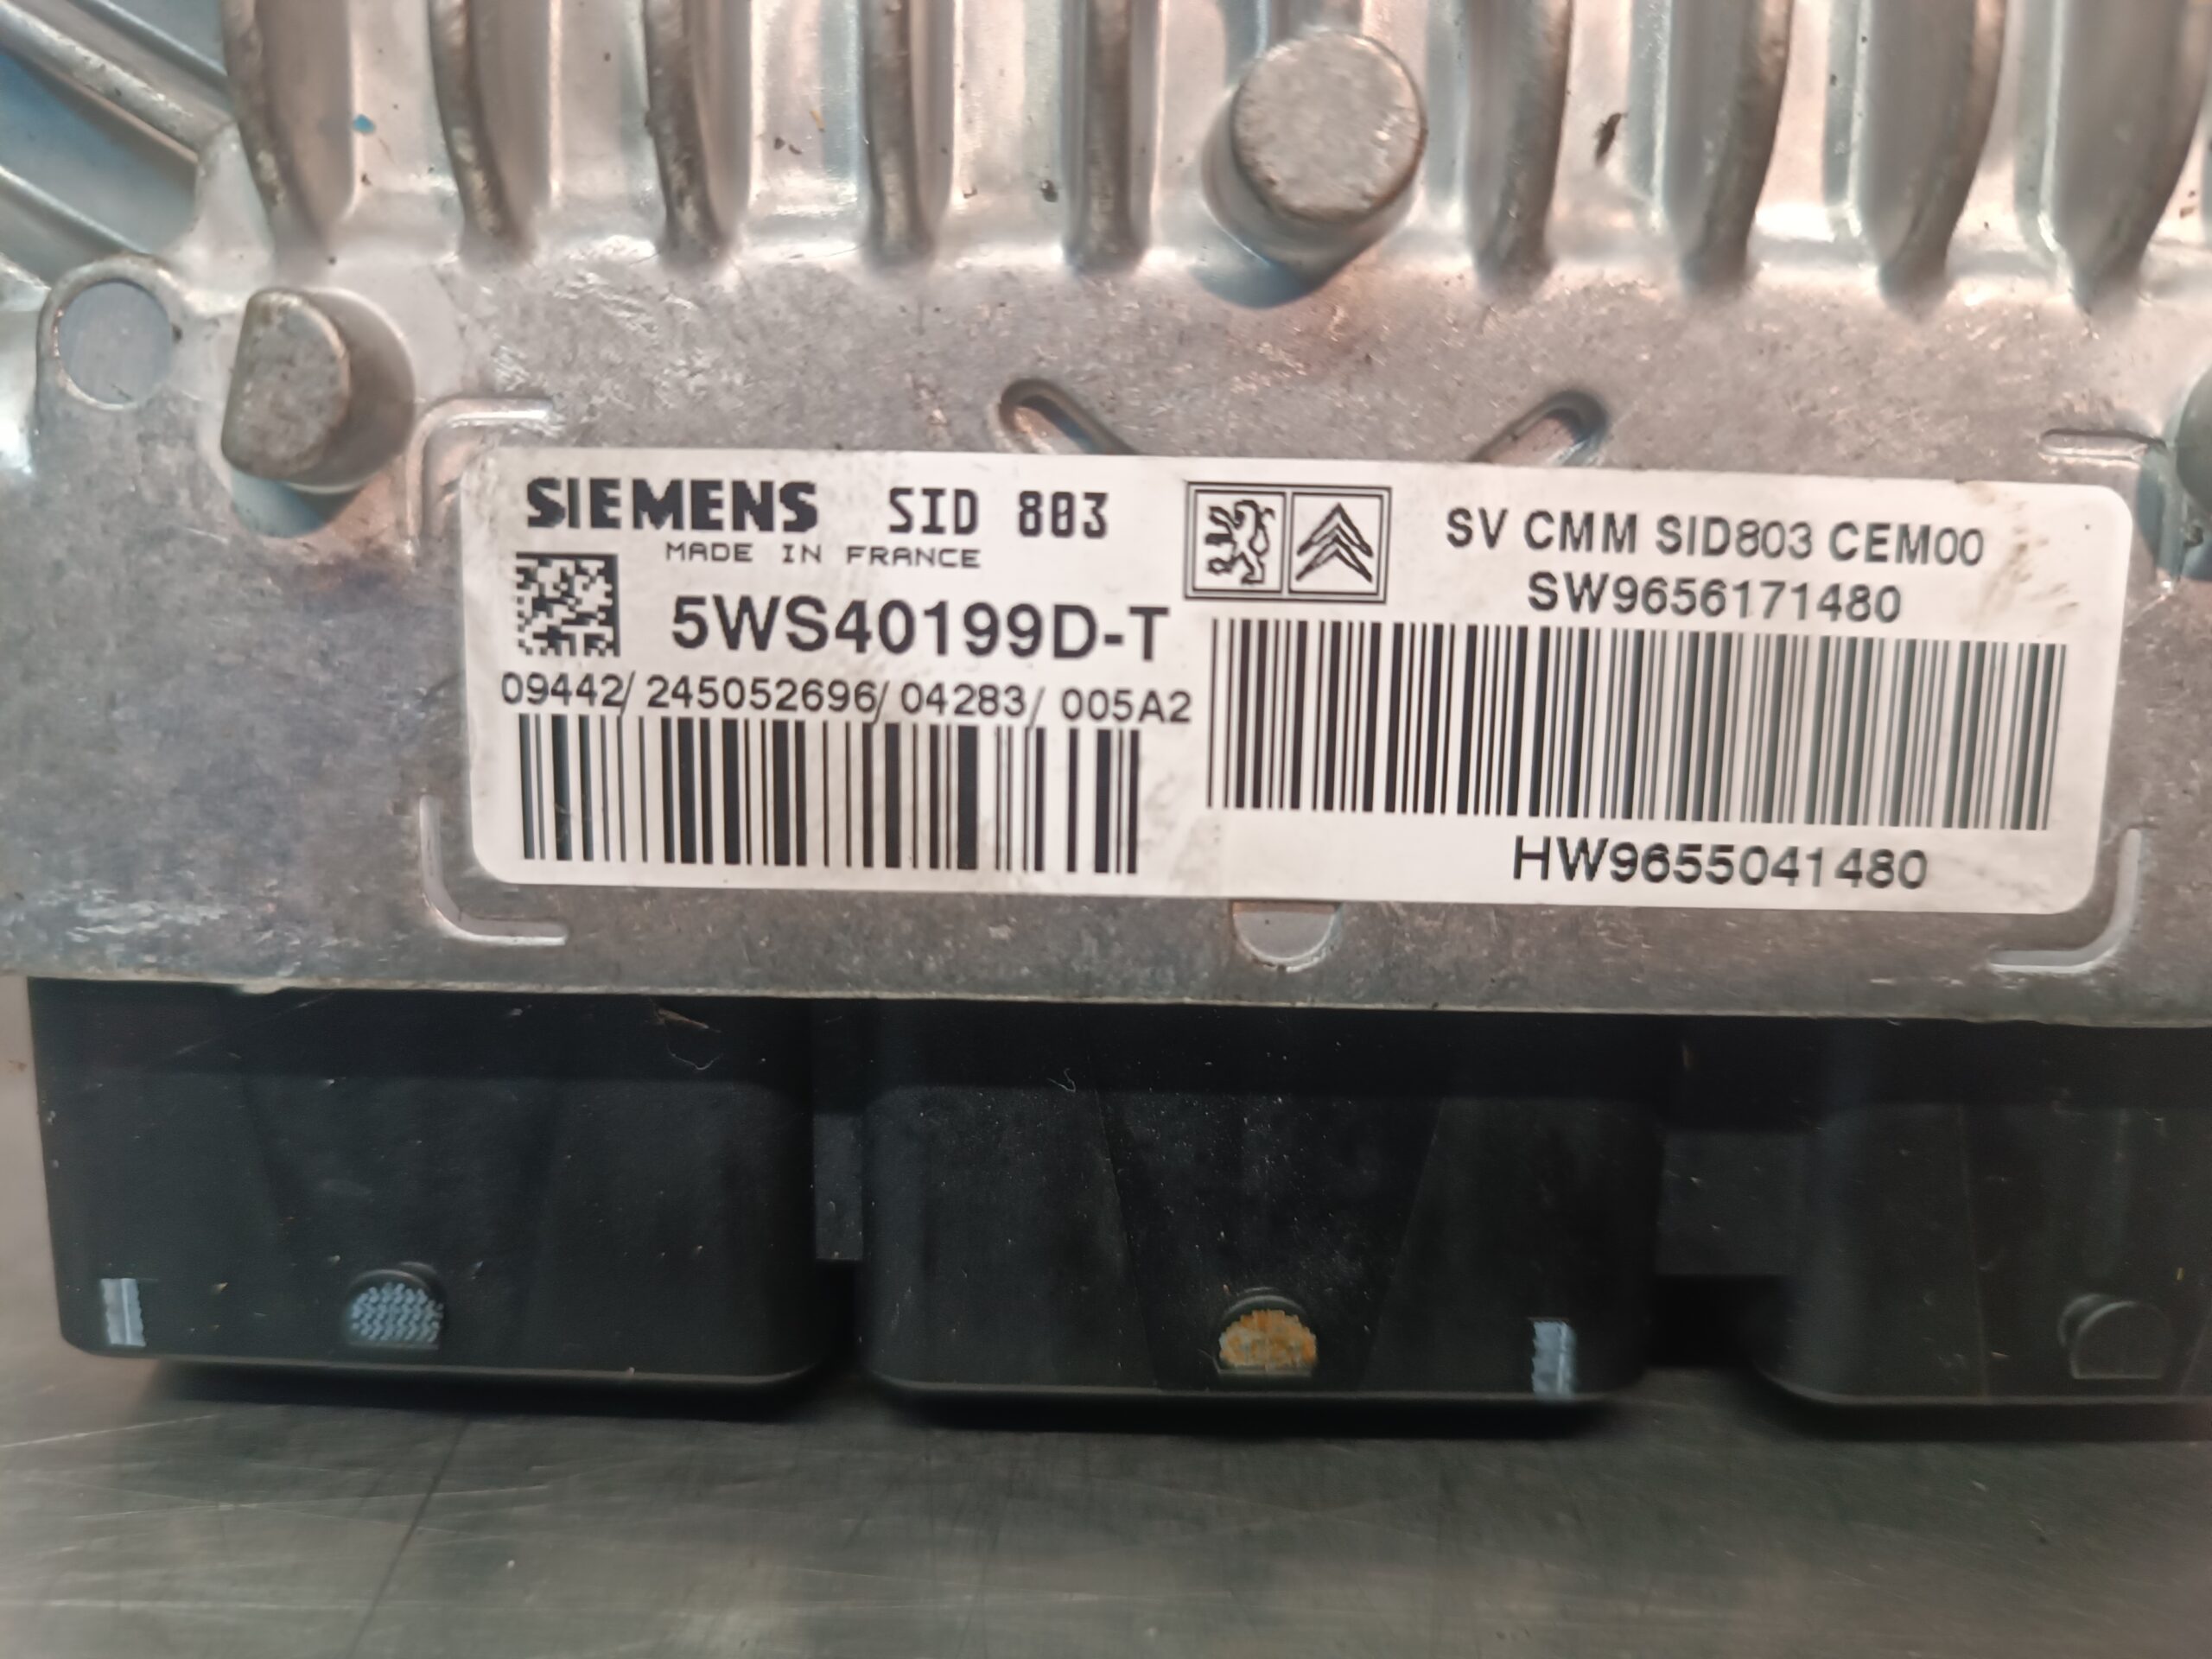 SIEMENS SID 803
MADE IN FRANCE
5WS40199D-T
09442/ 245052696/ 04283/ 005A2
SV CMM SID803 CEM00
SW9656171480
HW9655041480